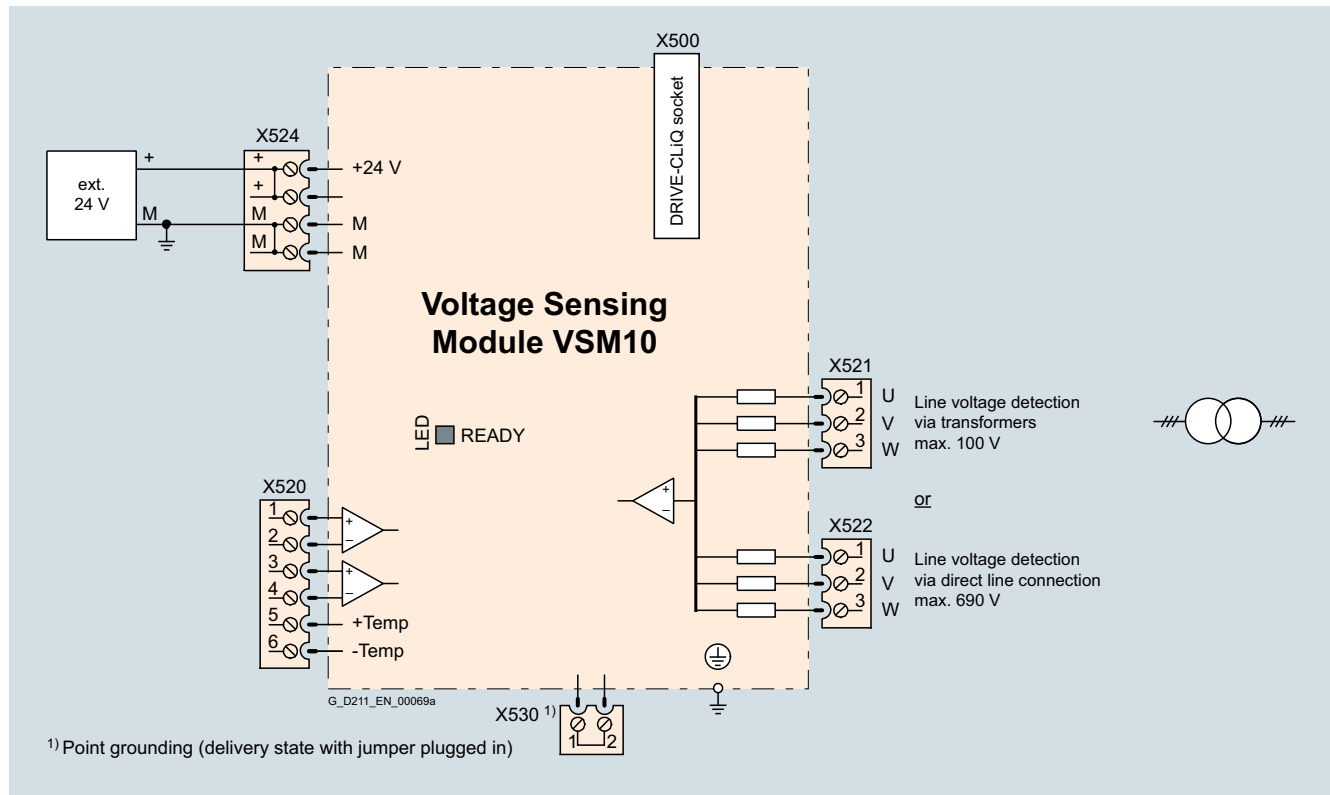 X500
DRIVE-CLiQ socket
X524
ext.
24 V
+
M
+
+
M
M
+24 V
M
M
Voltage Sensing
Module VSM10
LED
READY
X520
1
2
3
4
5
6
+
–
+
–
+Temp
-Temp
+
–
X521
1
2
3
U
V
W
Line voltage detection
via transformers
max. 100 V
or
X522
1
2
3
U
V
W
Line voltage detection
via direct line connection
max. 690 V
G_D211_EN_00069a
X530 1)
1
2
1) Point grounding (delivery state with jumper plugged in)